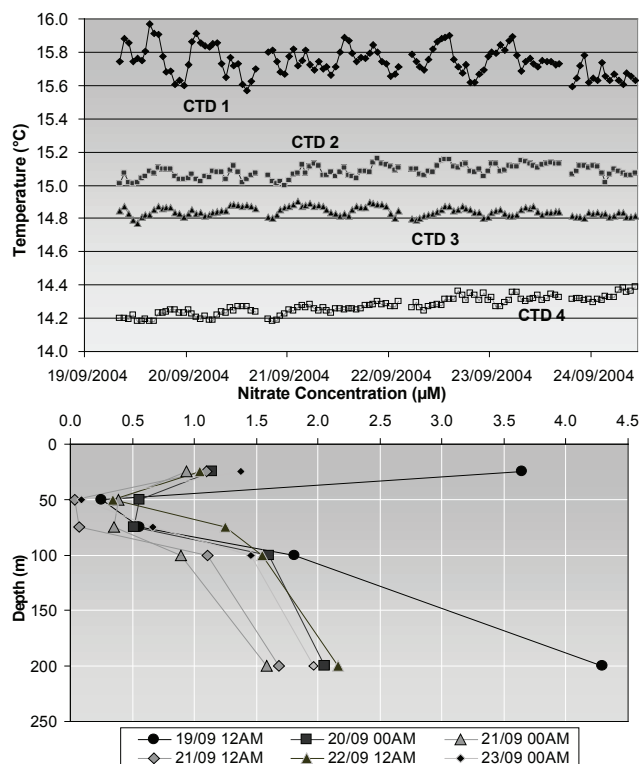 16.0
15.8
15.6
15.4
15.2
15.0
14.8
14.6
14.4
14.2
14.0
Temperature (°C)
CTD 1
CTD 2
CTD 3
CTD 4
19/09/2004 20/09/2004 21/09/2004 22/09/2004 23/09/2004 24/09/2004
Nitrate Concentration (µM)
0.0 0.5 1.0 1.5 2.0 2.5 3.0 3.5 4.0 4.5
0
50
100
150
200
250
Depth (m)
19/09 12AM 20/09 00AM 21/09 00AM
21/09 12AM 22/09 12AM 23/09 00AM